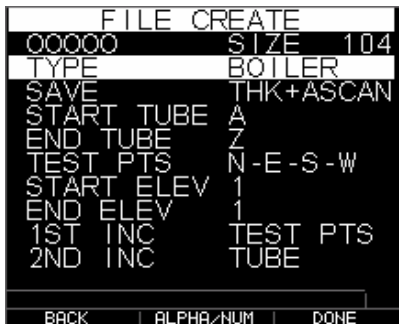 FILE CREATE
00000 SIZE 104
TYPE BOILER
SAVE THK+ASCAN
START TUBE A
END TUBE Z
TEST PTS N-E-S-W
START ELEV 1
END ELEV 1
1ST INC TEST PTS
2ND INC TUBE
BACK | ALPHA/NUM | DONE